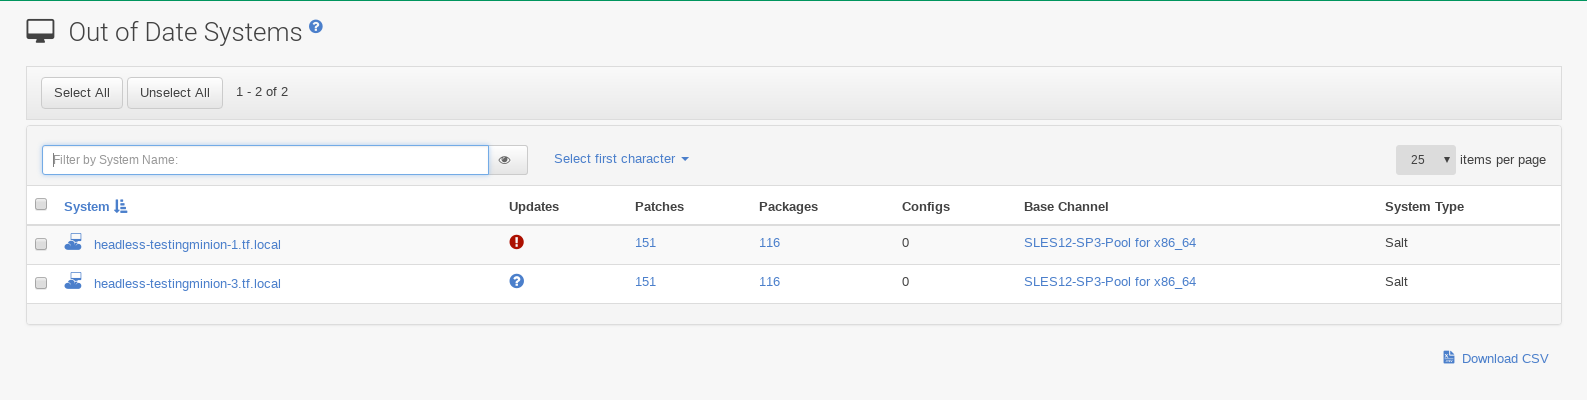 Out of Date Systems
Select All Unselect All 1 - 2 of 2
Filter by System Name: Select first character 25 items per page
System Updates Patches Packages Configs Base Channel System Type
headless-testingminion-1.tf.local 151 116 0 SLES12-SP3-Pool for x86_64 Salt
headless-testingminion-3.tf.local 151 116 0 SLES12-SP3-Pool for x86_64 Salt
Download CSV